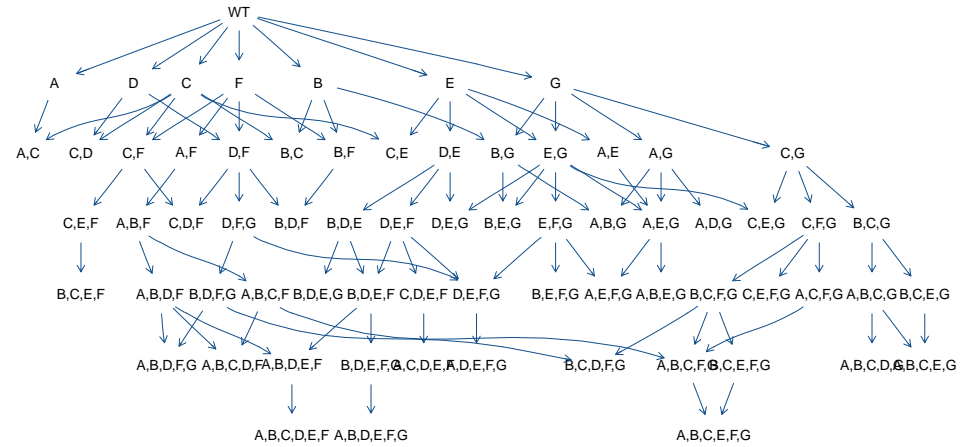 WT
A D C F B E G
A,C C,D C,F A,F D,F B,C B,F C,E D,E B,G E,G A,E A,G C,G
C,E,F A,B,F C,D,F D,F,G B,D,F B,D,E D,E,F D,E,G B,E,G E,F,G A,B,G A,E,G A,D,G C,E,G C,F,G B,C,G
B,C,E,F A,B,D,F B,D,F,G A,B,C,F B,D,E,G B,D,E,F C,D,E,F D,E,F,G B,E,F,G A,E,F,G A,B,E,G B,C,F,G C,E,F,G A,C,F,G A,B,C,G B,C,E,G
A,B,D,F,G A,B,C,D,F A,B,D,E,F B,D,E,F,G A,C,D,E,F A,D,E,F,G B,C,D,F,G A,B,C,F,G B,C,E,F,G A,B,C,D,G A,B,C,E,G
A,B,C,D,E,F A,B,D,E,F,G A,B,C,E,F,G